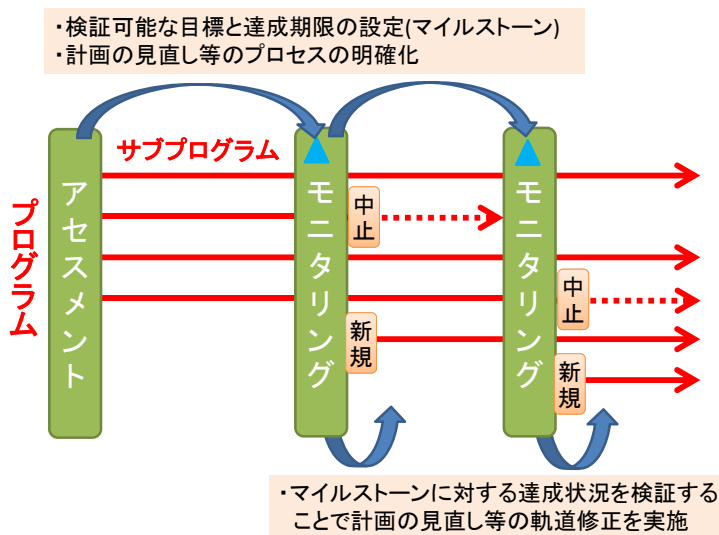 ・検証可能な目標と達成期限の設定(マイルストーン)
・計画の見直し等のプロセスの明確化
サブプログラム
プログラム
アセスメント
モニタリング
中止
新規
モニタリング
中止
新規
・マイルストーンに対する達成状況を検証する
ことで計画の見直し等の軌道修正を実施